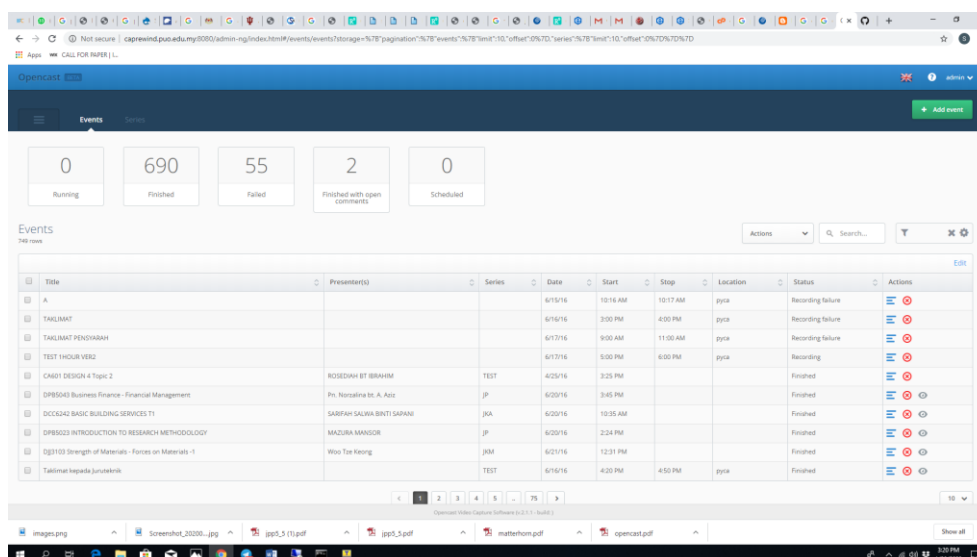 Not secure | caprewind.puo.edu.my:8080/admin-ng/index.html#/events/events?storage=%7B"pagination":%7B"events":%7B"limit":10,"offset":0%7D,"series":%7B"limit":10,"offset":0%7D%7D%7D
Apps CALL FOR PAPER | I...
Opencast admin
Events Series
+ Add event
0 690 55 2 0
Running Finished Failed Finished with open comments Scheduled
Events
749 rows
Actions Search...
Edit
Title Presenter(s) Series Date Start Stop Location Status Actions
A 6/15/16 10:16 AM 10:17 AM pyca Recording failure
TAKLIMAT 6/16/16 3:00 PM 4:00 PM pyca Recording failure
TAKLIMAT PENSYARAH 6/17/16 9:00 AM 11:00 AM pyca Recording failure
TEST 1HOUR VER2 6/17/16 5:00 PM 6:00 PM pyca Recording
CA601 DESIGN 4 Topic 2 ROSEDIAH BT IBRAHIM TEST 4/25/16 3:25 PM Finished
DPB5043 Business Finance - Financial Management Pn. Norzalina bt. A. Aziz JP 6/20/16 3:45 PM Finished
DCC6242 BASIC BUILDING SERVICES T1 SARIFAH SALWA BINTI SAPANI JKA 6/20/16 10:35 AM Finished
DPB5023 INTRODUCTION TO RESEARCH METHODOLOGY MAZURA MANSOR JP 6/20/16 2:24 PM Finished
DJJ3103 Strength of Materials - Forces on Materials -1 Woo Tze Keong JKM 6/21/16 12:31 PM Finished
Taklimat kepada Juruteknik TEST 6/16/16 4:20 PM 4:50 PM pyca Finished
1 2 3 4 5 .. 75 10
images.png Screenshot_20200....jpg jpp5_5 (1).pdf jpp5_5.pdf matterhorn.pdf opencast.pdf Show all
3:20 PM